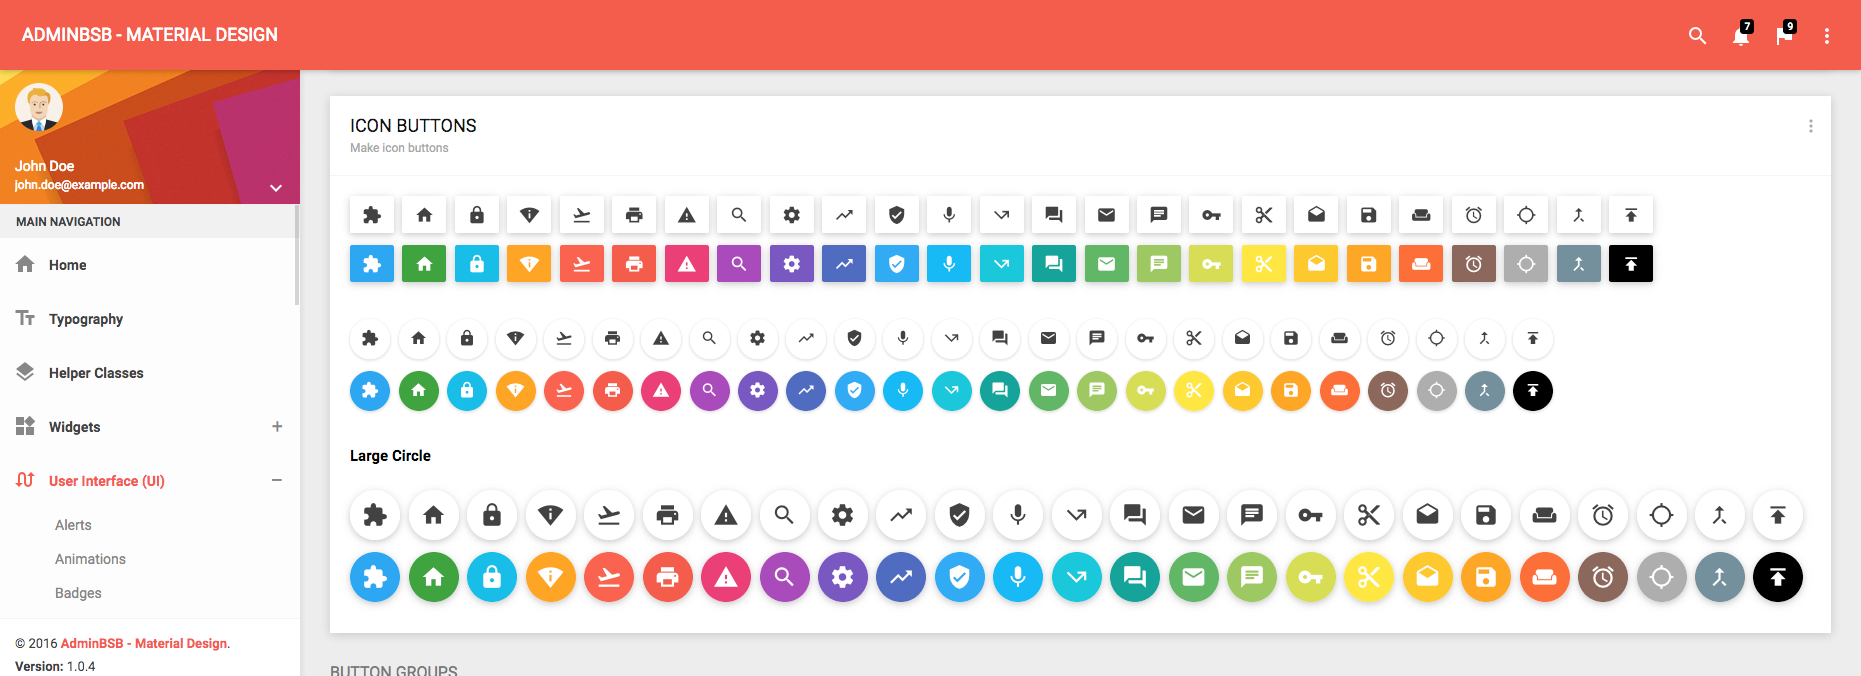 ADMINBSB - MATERIAL DESIGN
7
9
John Doe
john.doe@example.com
MAIN NAVIGATION
Home
Typography
Helper Classes
Widgets
User Interface (UI)
Alerts
Animations
Badges
© 2016 AdminBSB - Material Design.
Version: 1.0.4
ICON BUTTONS
Make icon buttons
Large Circle
BUTTON GROUPS